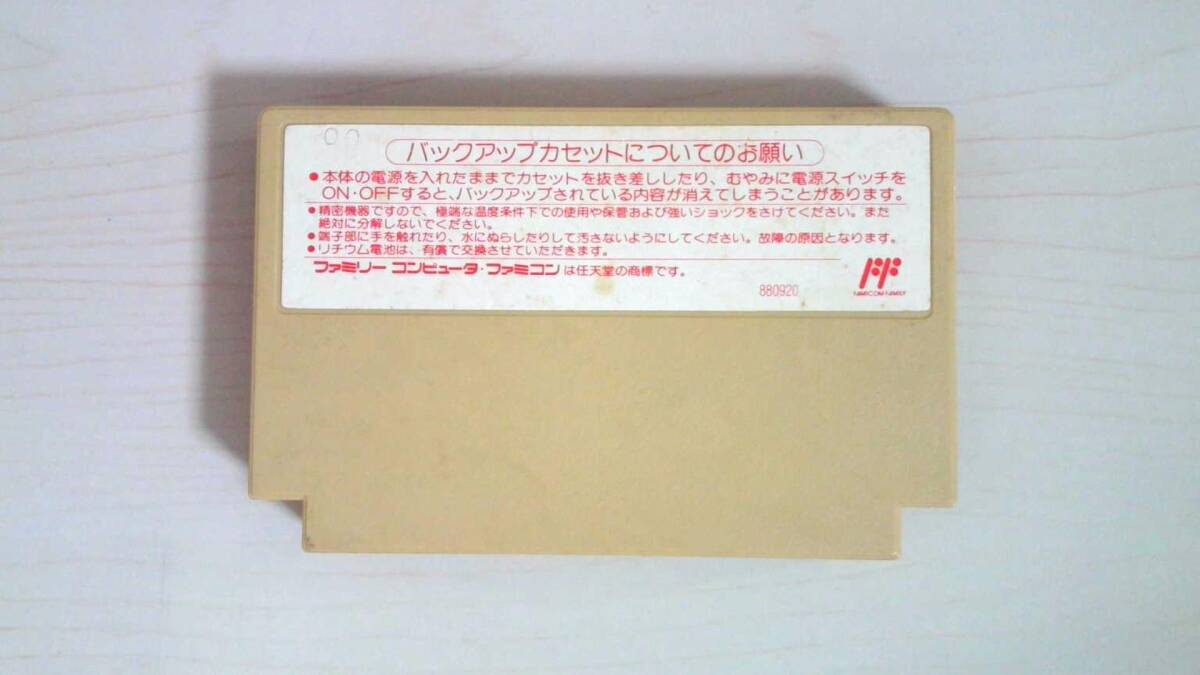 バックアップカセットについてのお願い
●本体の電源を入れたままでカセットを抜き差ししたり、むやみに電源スイッチを
ON・OFFすると、バックアップされている内容が消えてしまうことがあります。
●精密機器ですので、極端な温度条件下での使用や保管および強いショックをさけてください。また
絶対に分解しないでください。
●端子部に手を触れたり、水にぬらしたりして汚さないようにしてください。故障の原因となります。
●リチウム電池は、有償で交換させていただきます。
ファミリー コンピュータ・ファミコンは任天堂の商標です。
880920
FAMICOM FAMILY